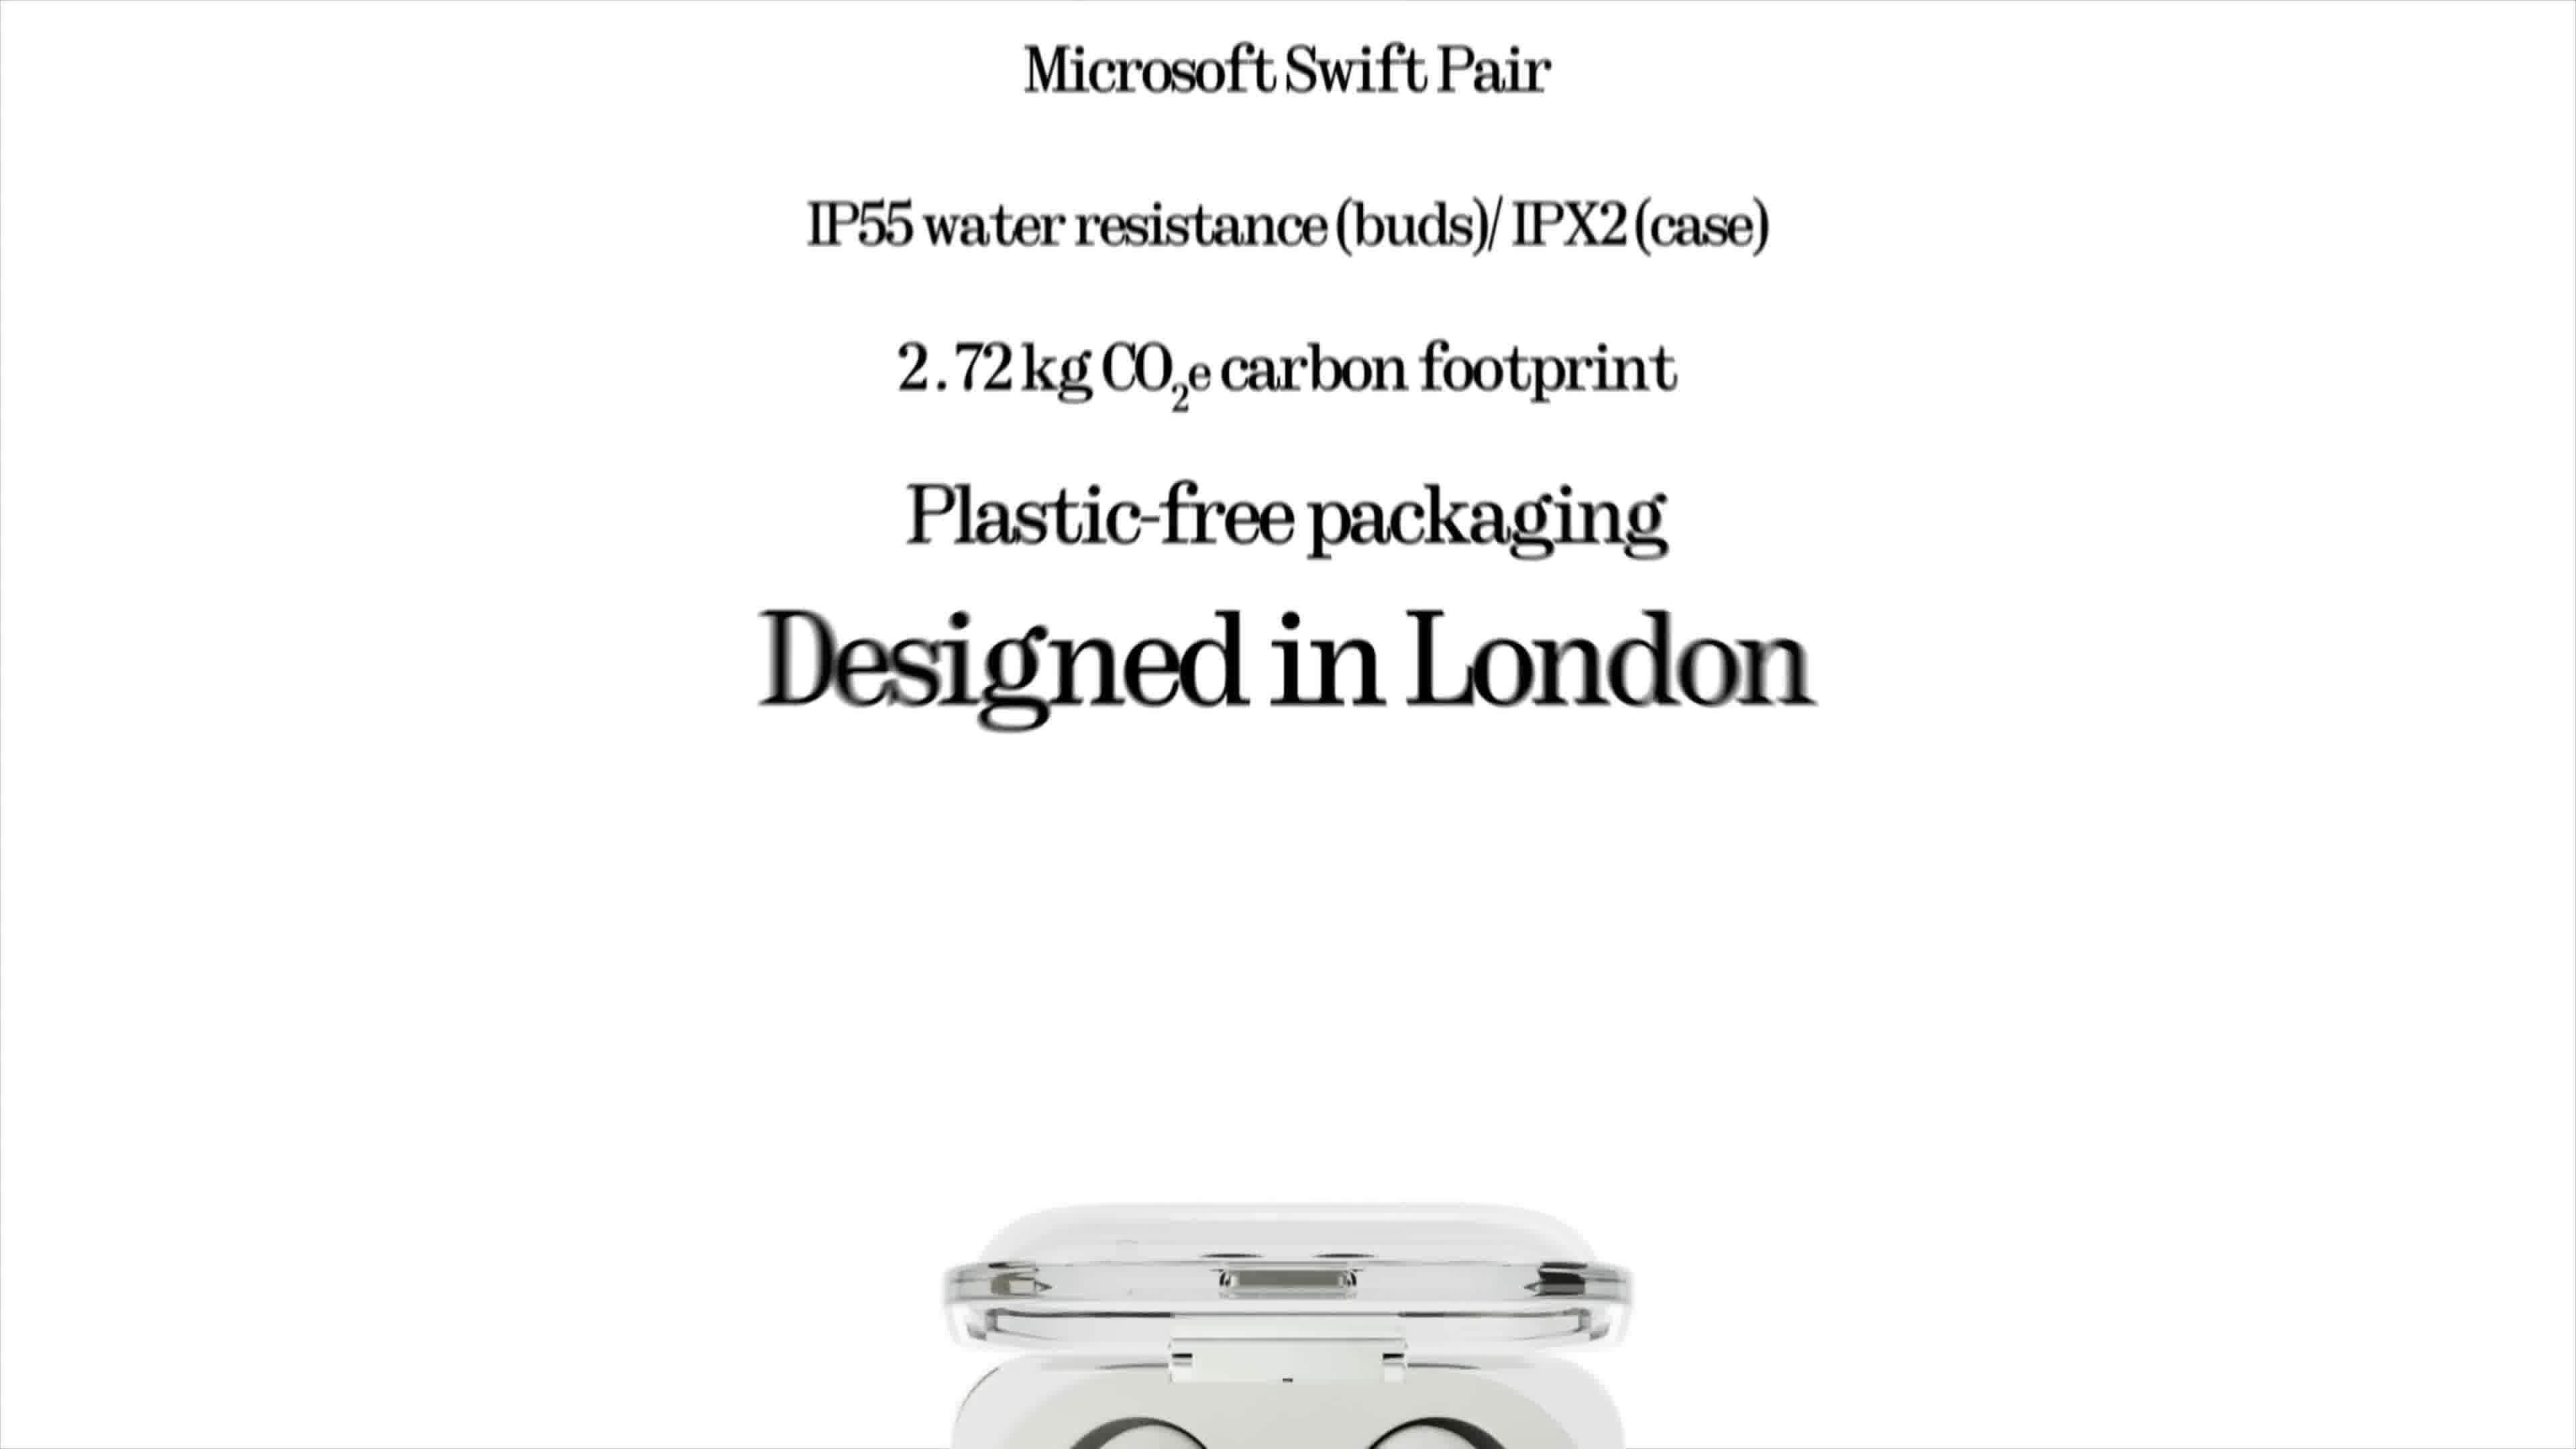 Microsoft Swift Pair
IP55 water resistance (buds)/ IPX2 (case)
2.72 kg CO₂e carbon footprint
Plastic-free packaging
Designed in London